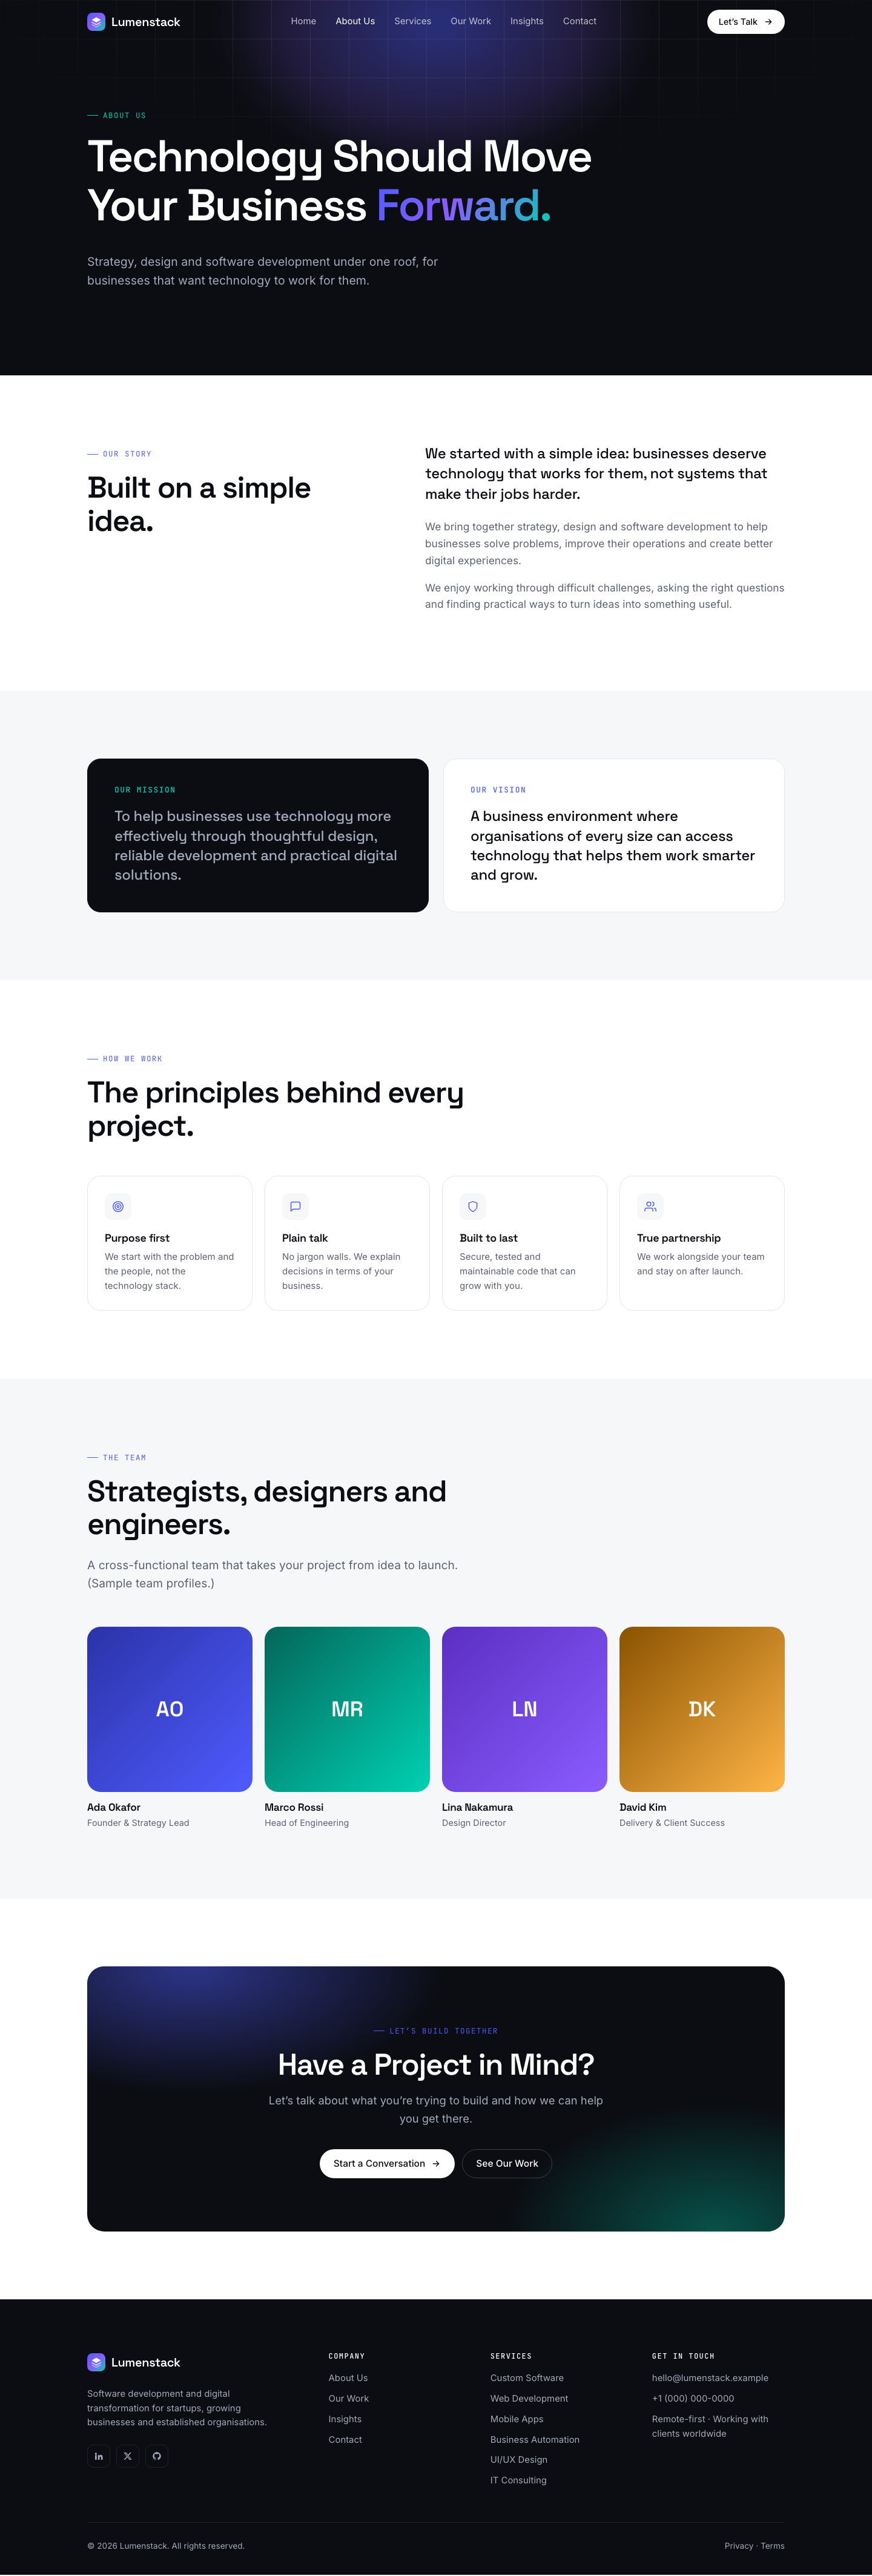 Lumenstack
Home About Us Services Our Work Insights Contact
Let’s Talk →
ABOUT US
Technology Should Move
Your Business Forward.
Strategy, design and software development under one roof, for
businesses that want technology to work for them.
OUR STORY
Built on a simple
idea.
We started with a simple idea: businesses deserve
technology that works for them, not systems that
make their jobs harder.
We bring together strategy, design and software development to help
businesses solve problems, improve their operations and create better
digital experiences.
We enjoy working through difficult challenges, asking the right questions
and finding practical ways to turn ideas into something useful.
OUR MISSION
To help businesses use technology more
effectively through thoughtful design,
reliable development and practical digital
solutions.
OUR VISION
A business environment where
organisations of every size can access
technology that helps them work smarter
and grow.
HOW WE WORK
The principles behind every
project.
Purpose first
We start with the problem and
the people, not the
technology stack.
Plain talk
No jargon walls. We explain
decisions in terms of your
business.
Built to last
Secure, tested and
maintainable code that can
grow with you.
True partnership
We work alongside your team
and stay on after launch.
THE TEAM
Strategists, designers and
engineers.
A cross-functional team that takes your project from idea to launch.
(Sample team profiles.)
AO
Ada Okafor
Founder & Strategy Lead
MR
Marco Rossi
Head of Engineering
LN
Lina Nakamura
Design Director
DK
David Kim
Delivery & Client Success
LET’S BUILD TOGETHER
Have a Project in Mind?
Let’s talk about what you’re trying to build and how we can help
you get there.
Start a Conversation →
See Our Work
Lumenstack
Software development and digital
transformation for startups, growing
businesses and established organisations.
COMPANY
About Us
Our Work
Insights
Contact
SERVICES
Custom Software
Web Development
Mobile Apps
Business Automation
UI/UX Design
IT Consulting
GET IN TOUCH
hello@lumenstack.example
+1 (000) 000-0000
Remote-first · Working with
clients worldwide
© 2026 Lumenstack. All rights reserved.
Privacy · Terms